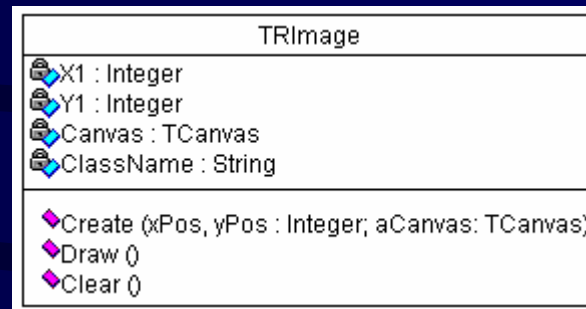 TRImage
X1 : Integer
Y1 : Integer
Canvas : TCanvas
ClassName : String
Create (xPos, yPos : Integer; aCanvas: TCanvas)
Draw ()
Clear ()